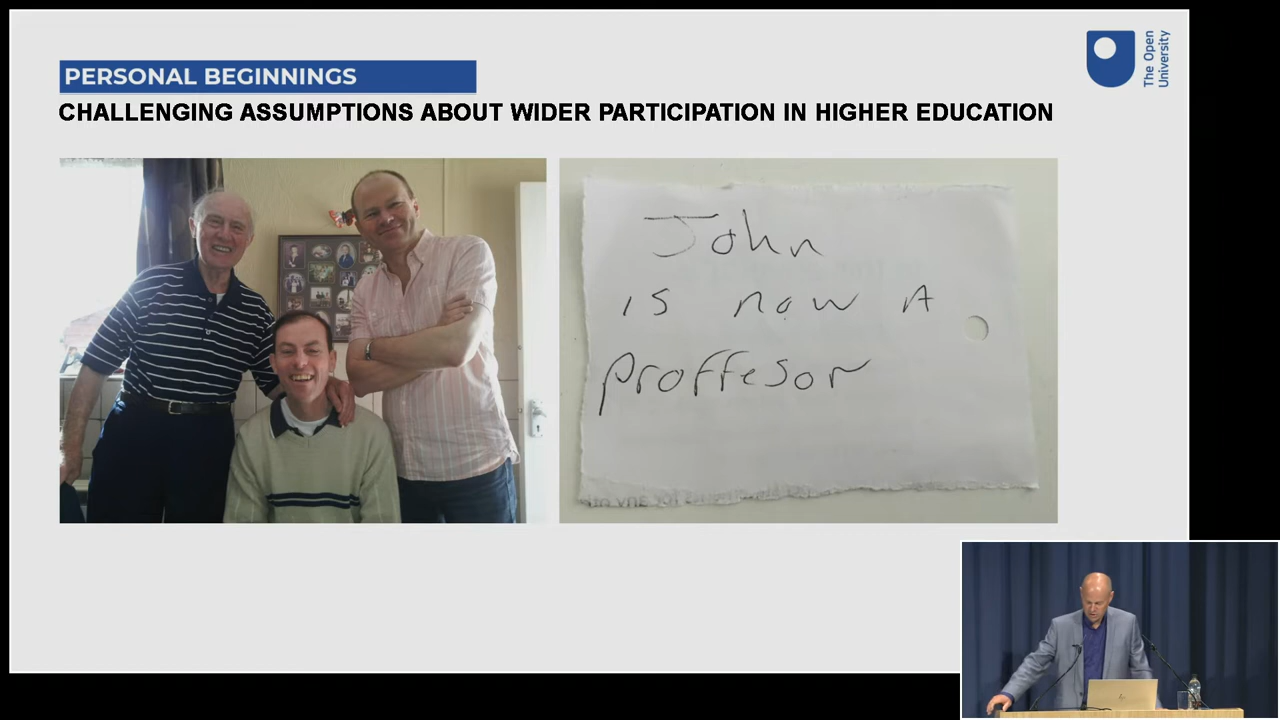 PERSONAL BEGINNINGS
CHALLENGING ASSUMPTIONS ABOUT WIDER PARTICIPATION IN HIGHER EDUCATION
The Open
University
John
is now A
proffesor